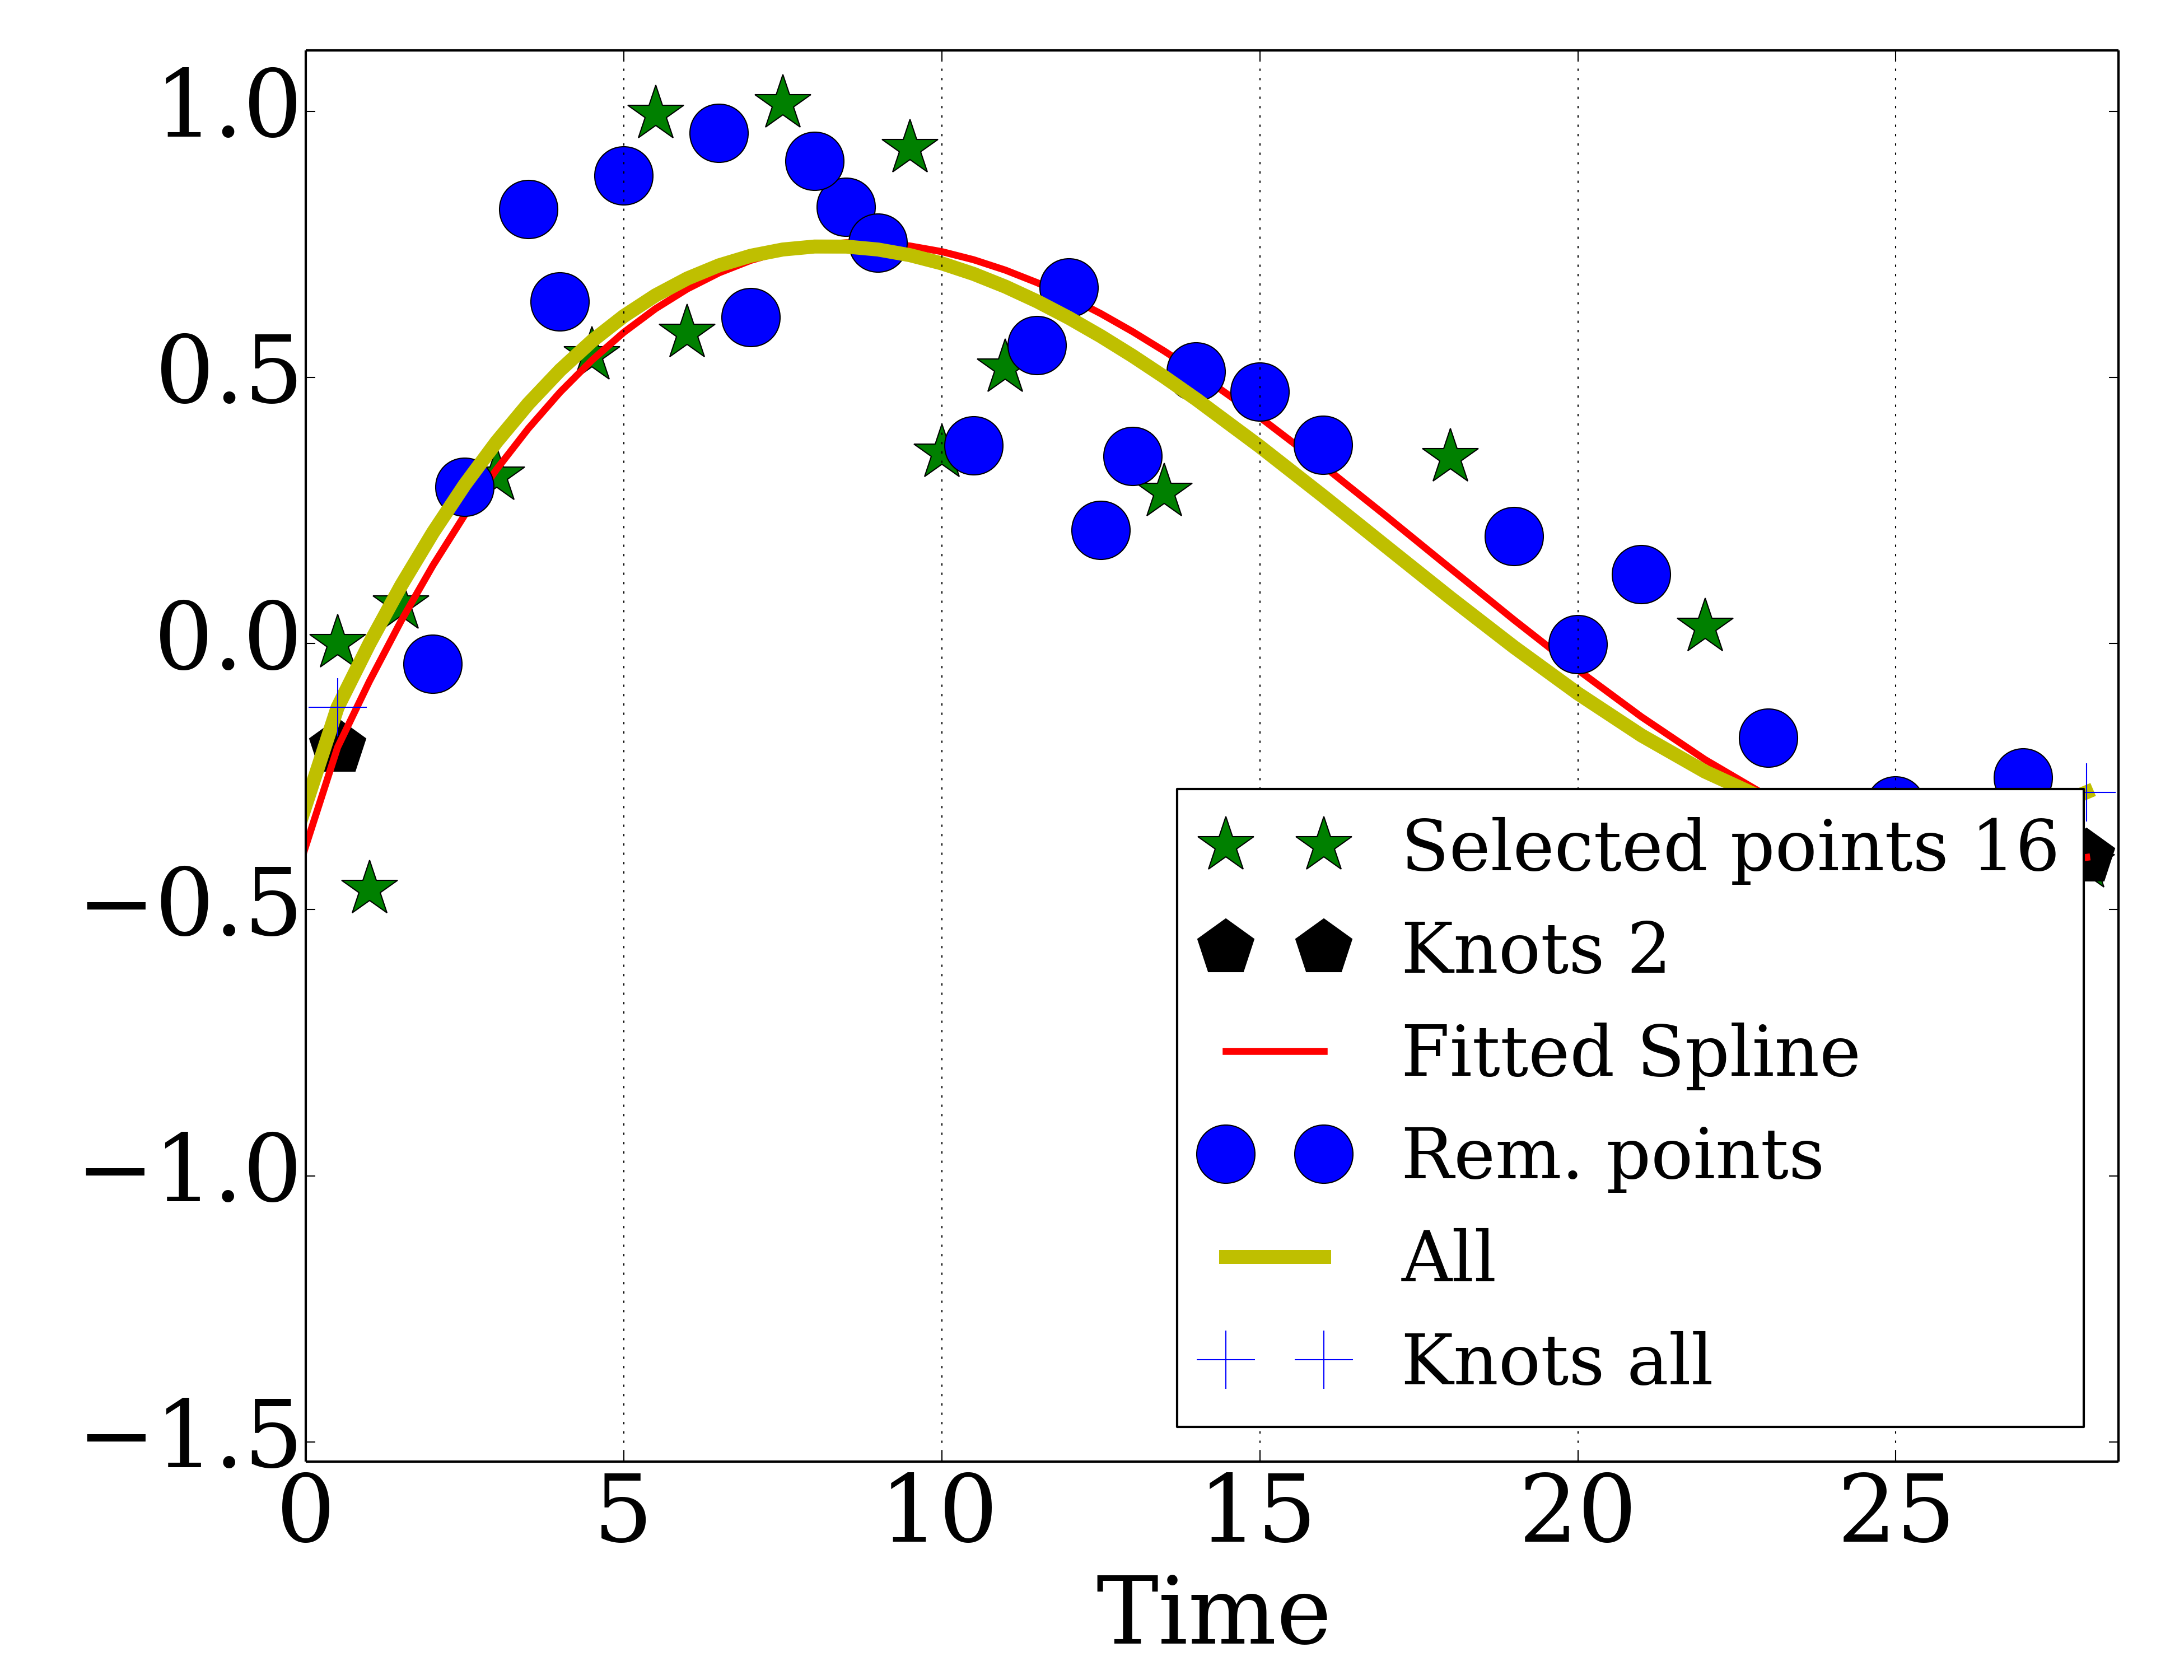 1.0
0.5
0.0
−0.5
−1.0
−1.5
0 5 10 15 20 25
Time
Selected points 16
Knots 2
Fitted Spline
Rem. points
All
Knots all